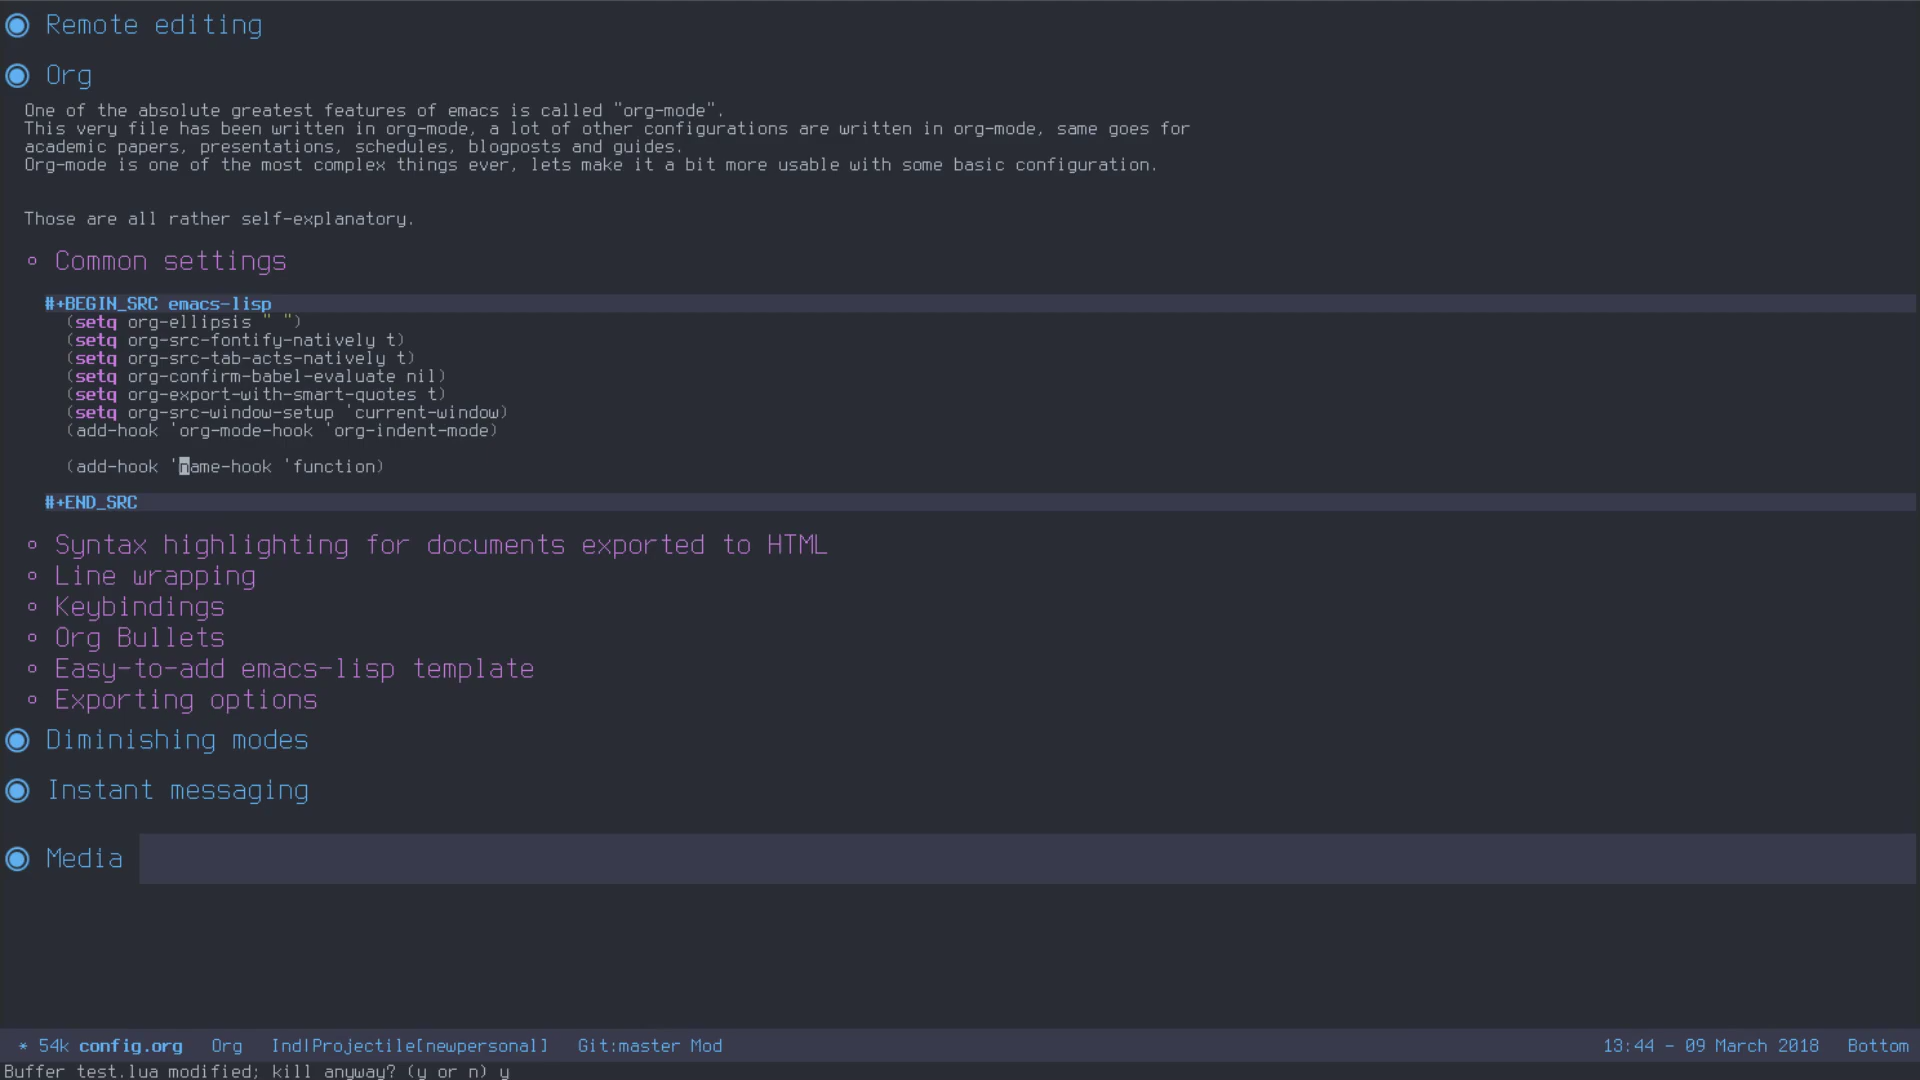 Remote editing
Org
One of the absolute greatest features of emacs is called "org-mode".
This very file has been written in org-mode, a lot of other configurations are written in org-mode, same goes for
academic papers, presentations, schedules, blogposts and guides.
Org-mode is one of the most complex things ever, lets make it a bit more usable with some basic configuration.
Those are all rather self-explanatory.
Common settings
#+BEGIN_SRC emacs-lisp
(setq org-ellipsis " ")
(setq org-src-fontify-natively t)
(setq org-src-tab-acts-natively t)
(setq org-confirm-babel-evaluate nil)
(setq org-export-with-smart-quotes t)
(setq org-src-window-setup 'current-window)
(add-hook 'org-mode-hook 'org-indent-mode)
(add-hook 'name-hook 'function)
#+END_SRC
Syntax highlighting for documents exported to HTML
Line wrapping
Keybindings
Org Bullets
Easy-to-add emacs-lisp template
Exporting options
Diminishing modes
Instant messaging
Media
* 54k config.org Org Ind|Projectile[newpersonal] Git:master Mod 13:44 - 09 March 2018 Bottom
Buffer test.lua modified; kill anyway? (y or n) y